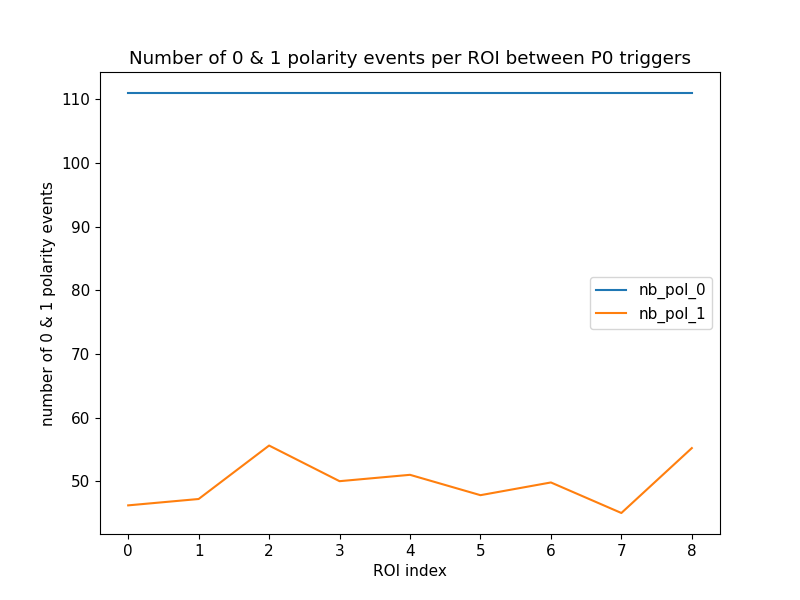 Number of 0 & 1 polarity events per ROI between P0 triggers
number of 0 & 1 polarity events
110
100
90
80
70
60
50
nb_pol_0
nb_pol_1
0 1 2 3 4 5 6 7 8
ROI index